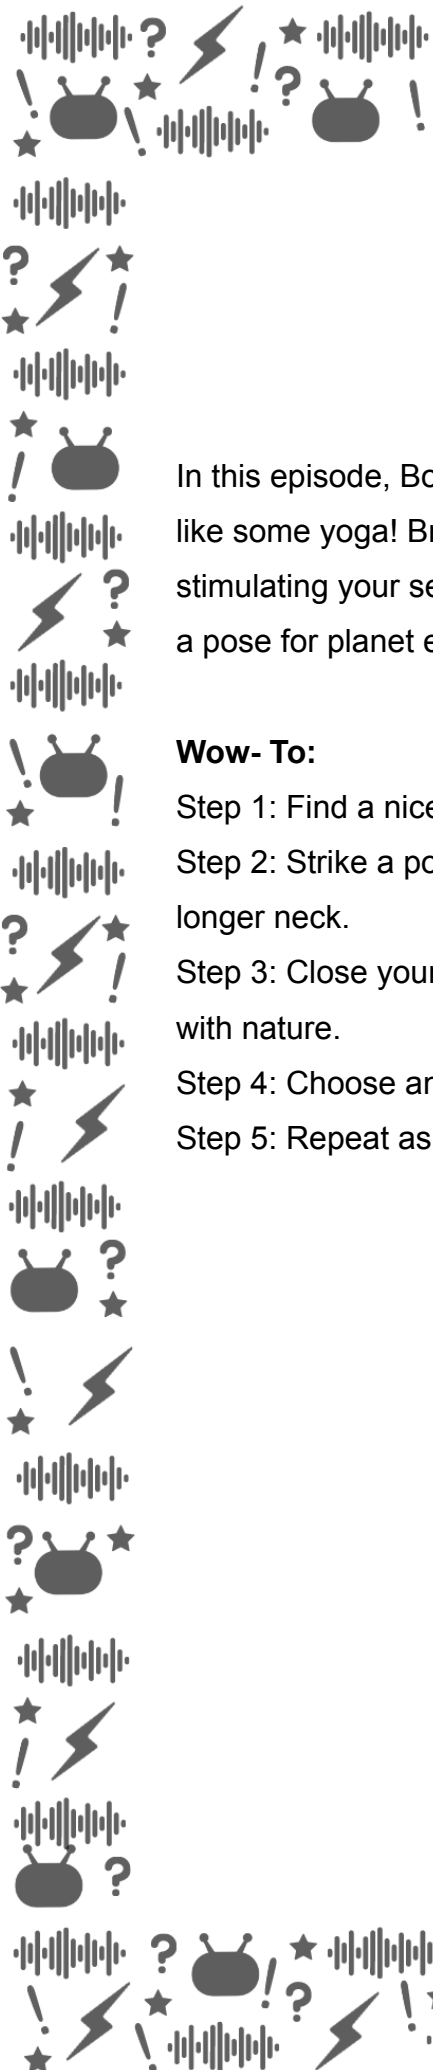 In this episode, Bo
like some yoga! Br
stimulating your se
a pose for planet e
Wow- To:
Step 1: Find a nice
Step 2: Strike a po
longer neck.
Step 3: Close your
with nature.
Step 4: Choose an
Step 5: Repeat as